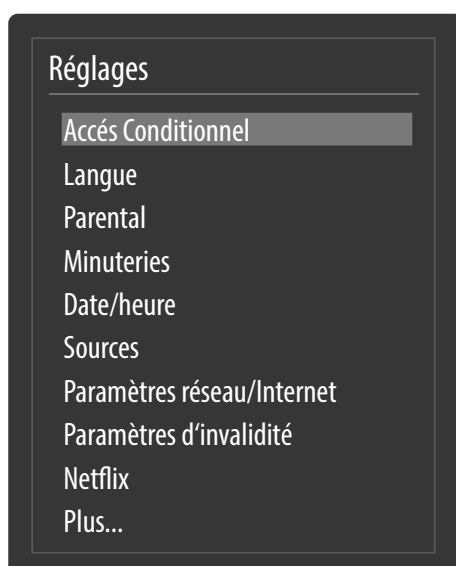 Réglages
Accés Conditionnel
Langue
Parental
Minuteries
Date/heure
Sources
Paramètres réseau/Internet
Paramètres d‘invalidité
Netflix
Plus...